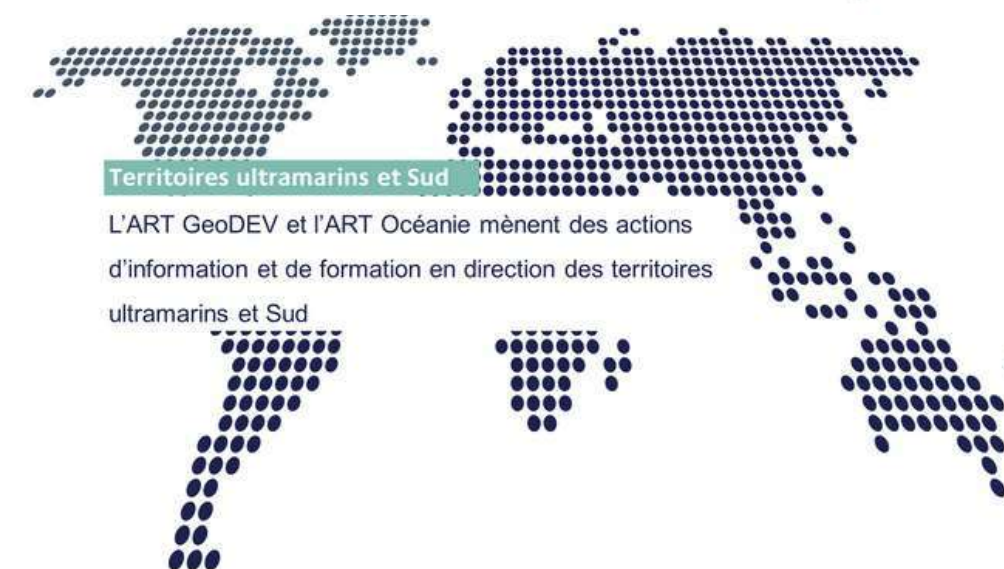 Territoires ultramarins et Sud
L'ART GeoDEV et l'ART Océanie mènent des actions
d'information et de formation en direction des territoires
ultramarins et Sud